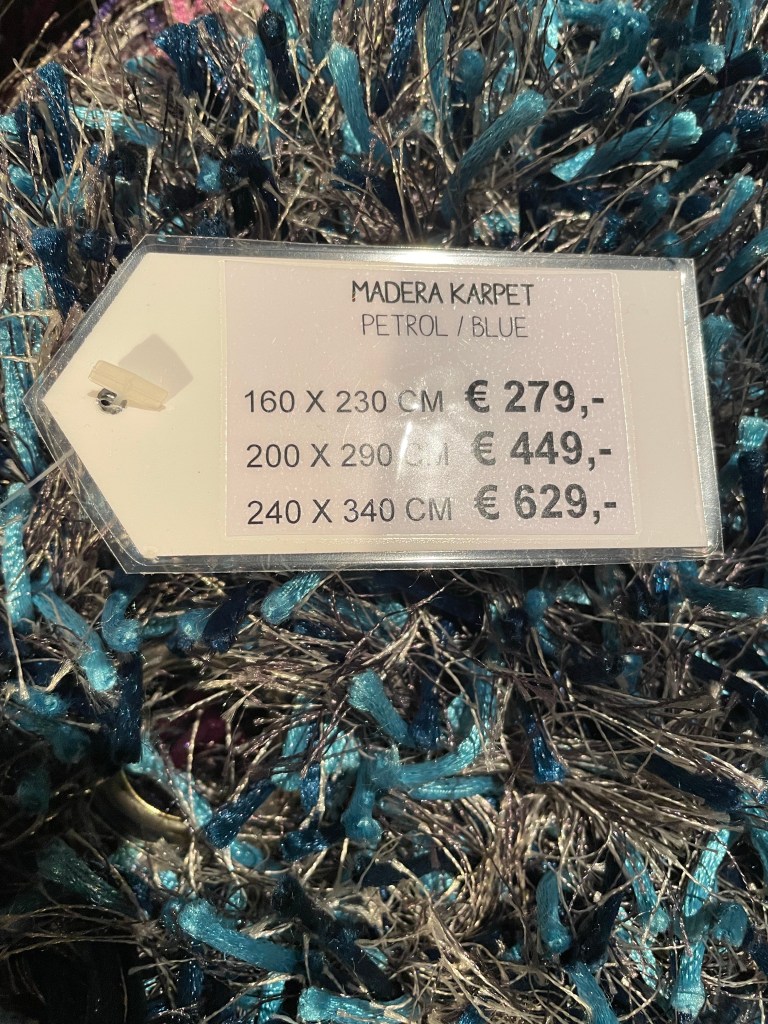 MADERA KARPET
PETROL / BLUE
160 X 230 CM € 279,-
200 X 290 CM € 449,-
240 X 340 CM € 629,-